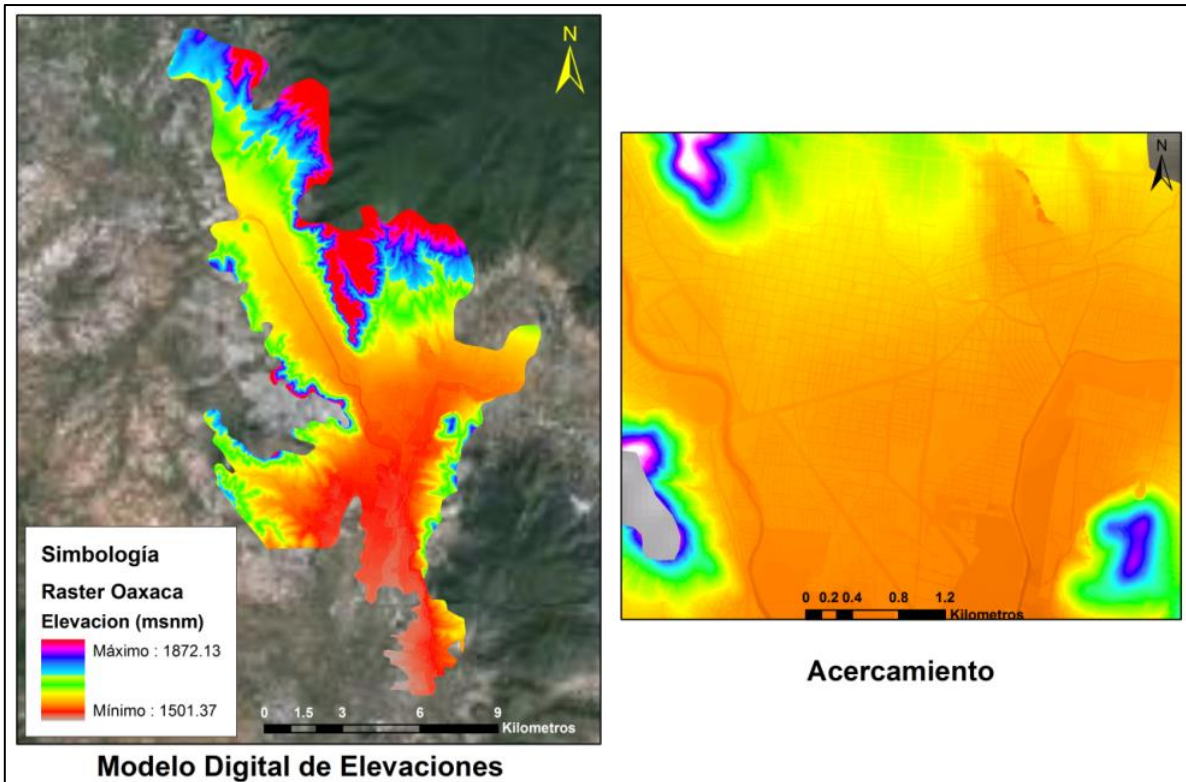 N
Simbología
Raster Oaxaca
Elevacion (msnm)
Máximo : 1872.13
Mínimo : 1501.37
0 1.5 3 6 9
Kilometros
Modelo Digital de Elevaciones
N
0 0.2 0.4 0.8 1.2
Kilometros
Acercamiento